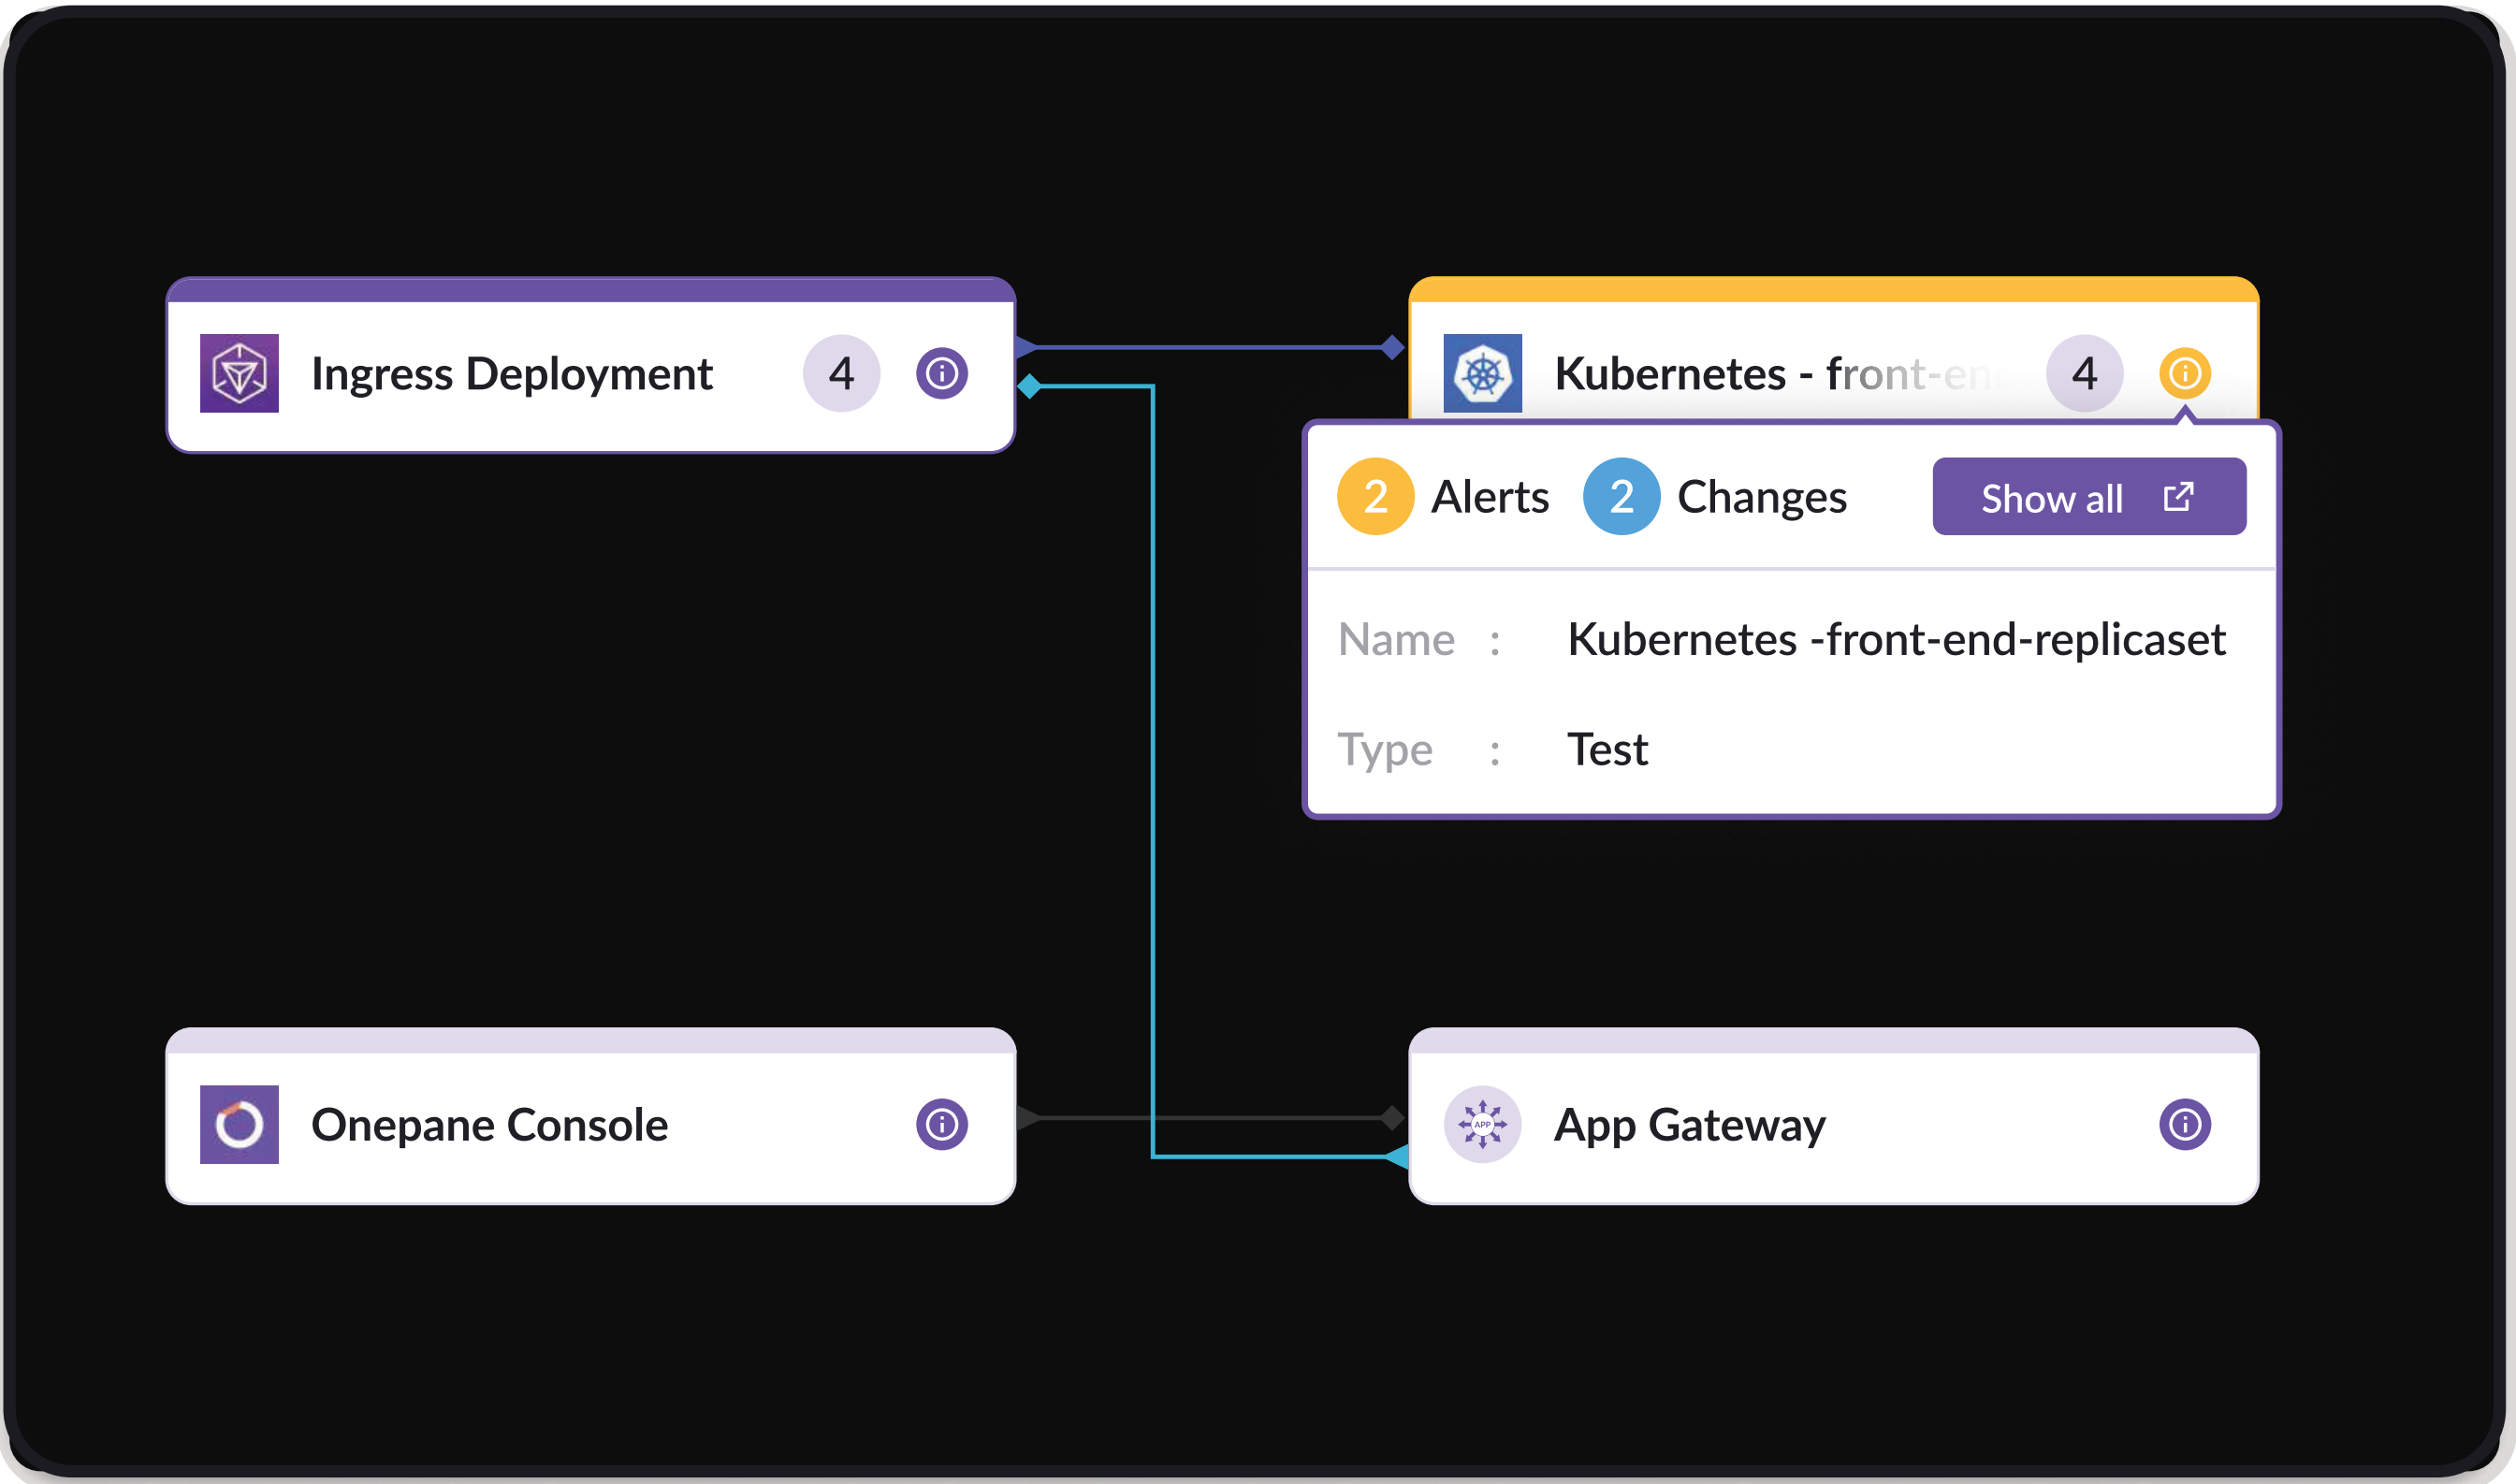 Ingress Deployment 4
Kubernetes - front-en 4
2 Alerts 2 Changes Show all
Name : Kubernetes -front-end-replicaset
Type : Test
Onepane Console
APP App Gateway